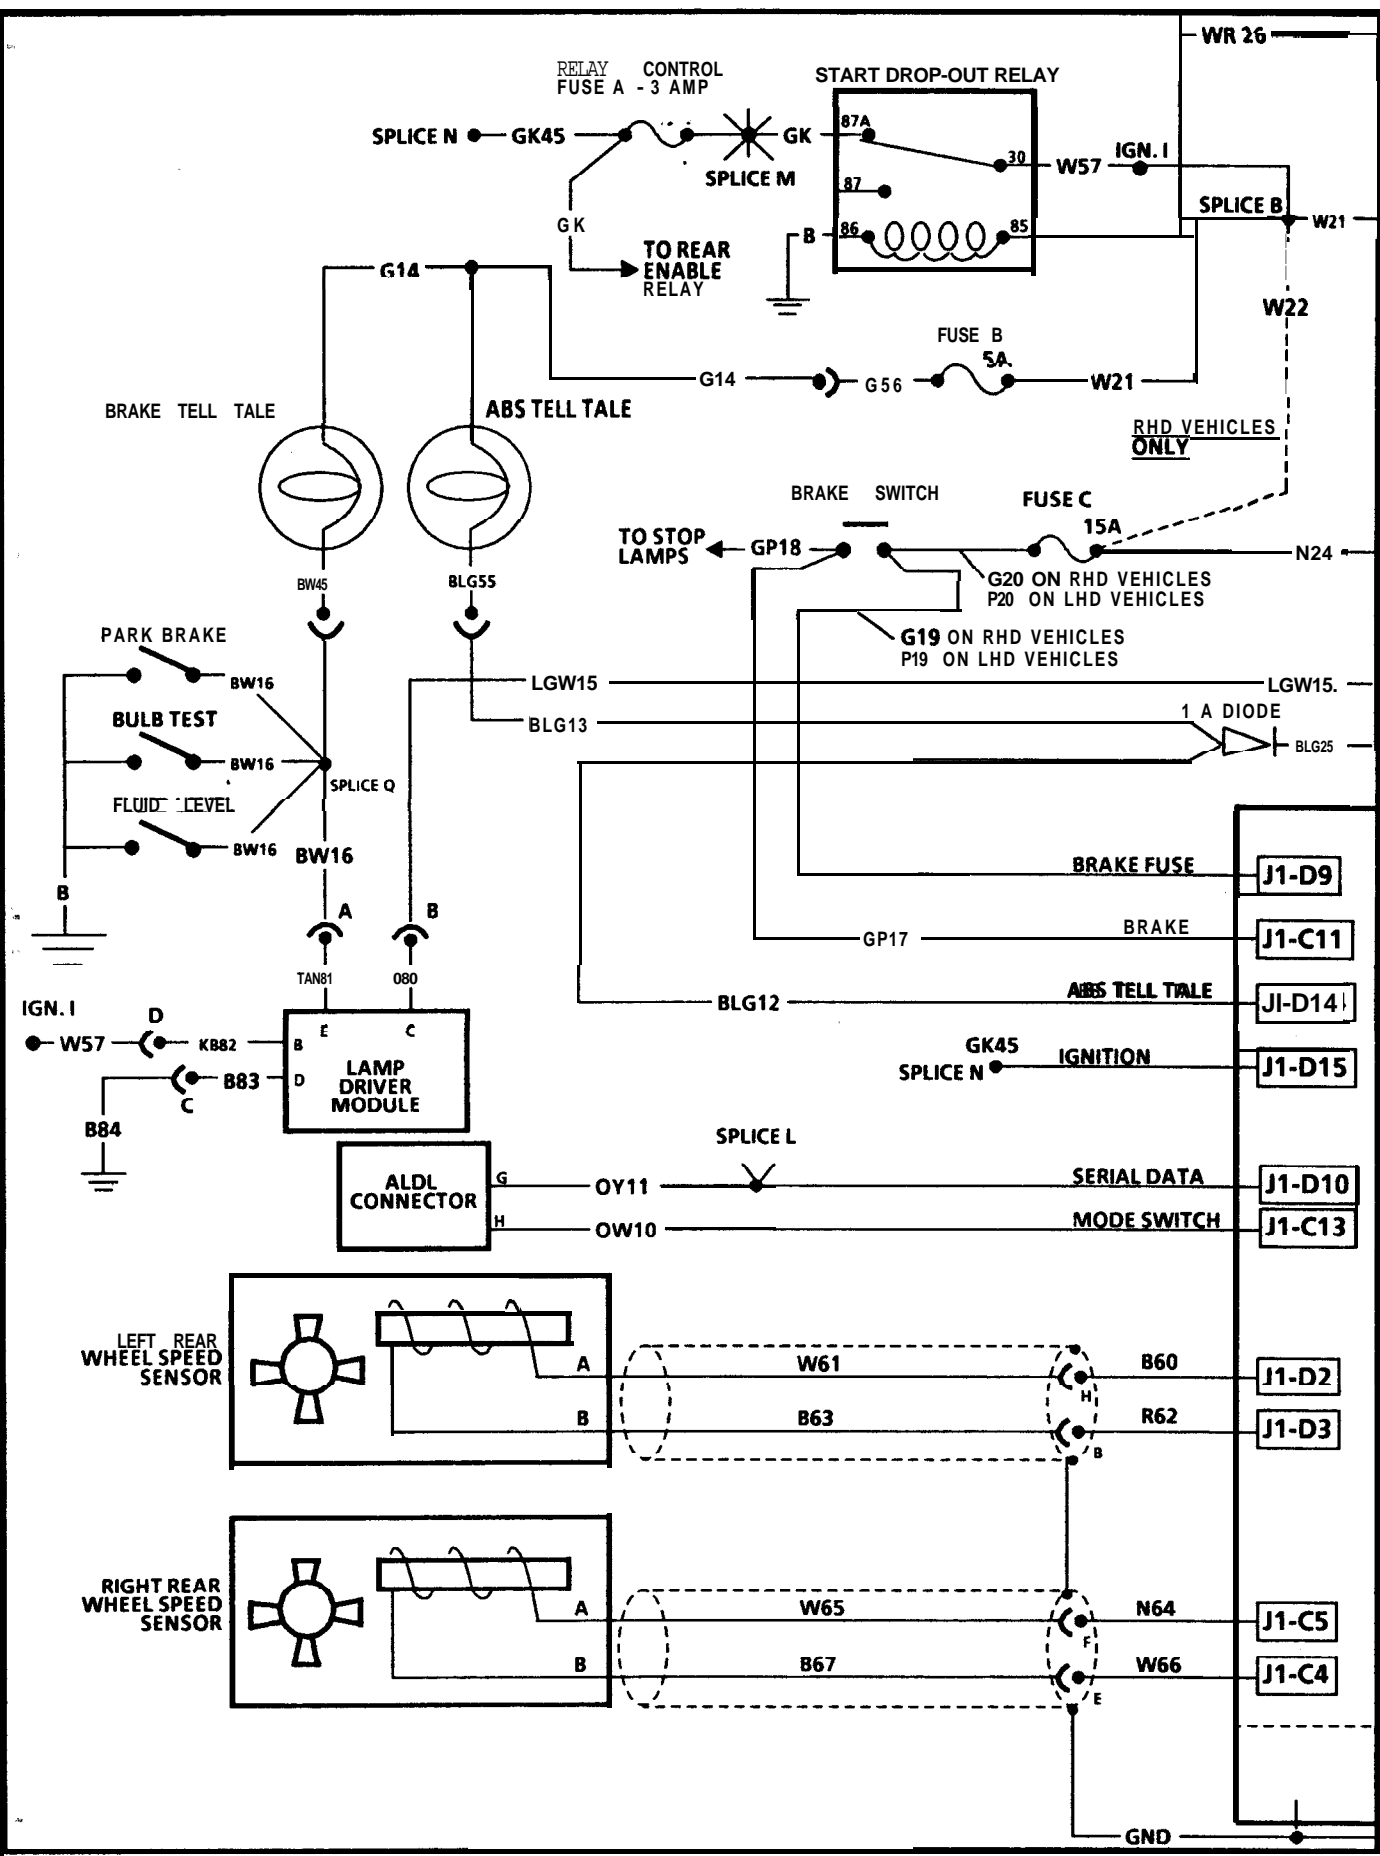 WR 26
RELAY CONTROL
FUSE A - 3 AMP
START DROP-OUT RELAY
SPLICE N
GK45
SPLICE M
GK
87A
30
87
86
85
B
W57
IGN. I
SPLICE B
W21
GK
TO REAR
ENABLE
RELAY
G14
W22
FUSE B
5A.
G14
G56
W21
BRAKE TELL TALE
ABS TELL TALE
RHD VEHICLES
ONLY
BRAKE SWITCH
FUSE C
15A
TO STOP
LAMPS
GP18
N24
G20 ON RHD VEHICLES
P20 ON LHD VEHICLES
BW45
BLG55
G19 ON RHD VEHICLES
P19 ON LHD VEHICLES
PARK BRAKE
BW16
LGW15
LGW15.
BULB TEST
BLG13
1 A DIODE
BLG25
BW16
SPLICE Q
FLUID LEVEL
BW16
BW16
B
A
B
BRAKE FUSE
J1-D9
GP17
BRAKE
J1-C11
TAN81
080
BLG12
ABS TELL TALE
JI-D14
IGN. I
W57
D
KB82
B
E
C
LAMP
DRIVER
MODULE
GK45
SPLICE N
IGNITION
J1-D15
C
B83
D
B84
ALDL
CONNECTOR
G
OY11
SPLICE L
SERIAL DATA
J1-D10
H
OW10
MODE SWITCH
J1-C13
LEFT REAR
WHEEL SPEED
SENSOR
A
W61
H
B60
J1-D2
B
B63
B
R62
J1-D3
RIGHT REAR
WHEEL SPEED
SENSOR
A
W65
F
N64
J1-C5
B
B67
E
W66
J1-C4
GND